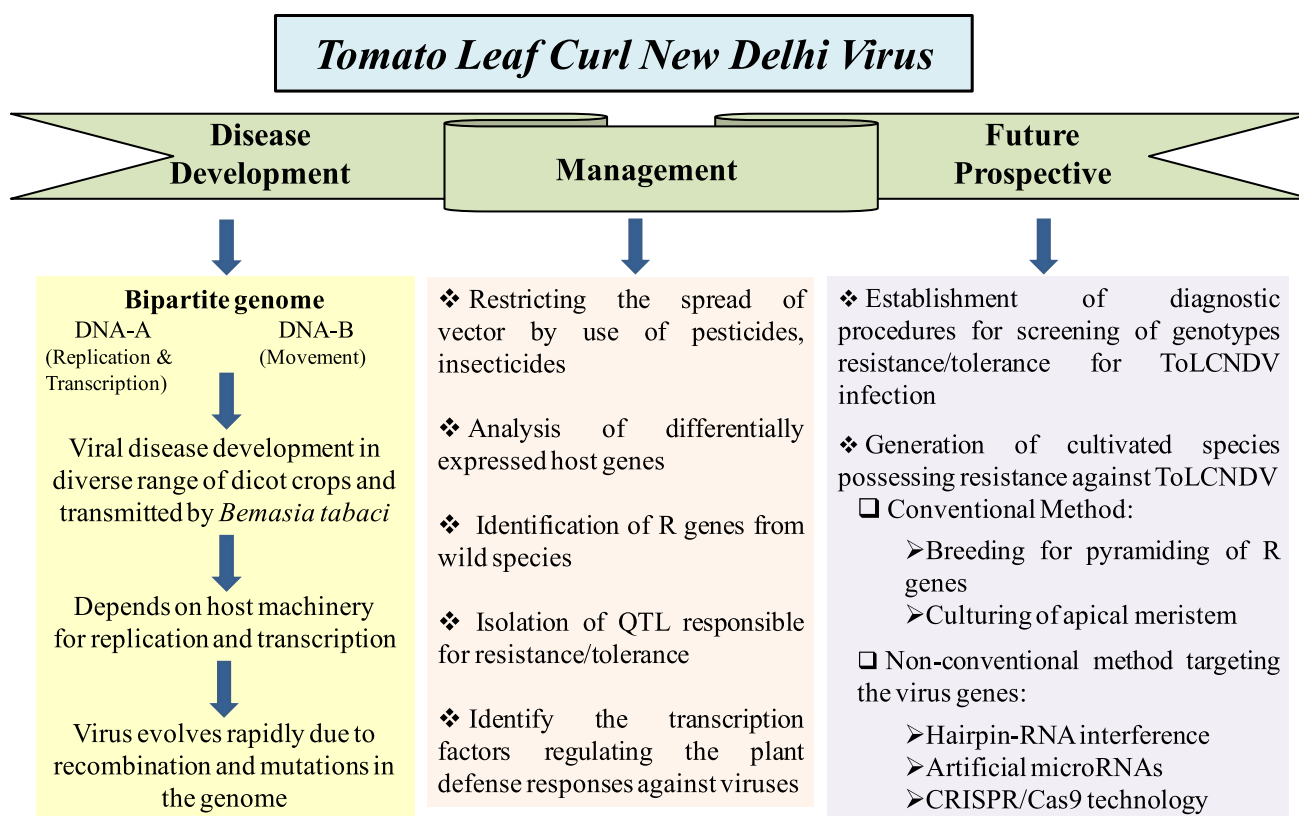 Tomato Leaf Curl New Delhi Virus
Disease
Development
Management
Future
Prospective
Bipartite genome
DNA-A
(Replication &
Transcription)
DNA-B
(Movement)
Viral disease development in
diverse range of dicot crops and
transmitted by Bemasia tabaci
Depends on host machinery
for replication and transcription
Virus evolves rapidly due to
recombination and mutations in
the genome
❖ Restricting the spread of
vector by use of pesticides,
insecticides
❖ Analysis of differentially
expressed host genes
❖ Identification of R genes from
wild species
❖ Isolation of QTL responsible
for resistance/tolerance
❖ Identify the transcription
factors regulating the plant
defense responses against viruses
❖ Establishment of diagnostic
procedures for screening of genotypes
resistance/tolerance for ToLCNDV
infection
❖ Generation of cultivated species
possessing resistance against ToLCNDV
❑ Conventional Method:
➢Breeding for pyramiding of R
genes
➢Culturing of apical meristem
❑ Non-conventional method targeting
the virus genes:
➢Hairpin-RNA interference
➢Artificial microRNAs
➢CRISPR/Cas9 technology